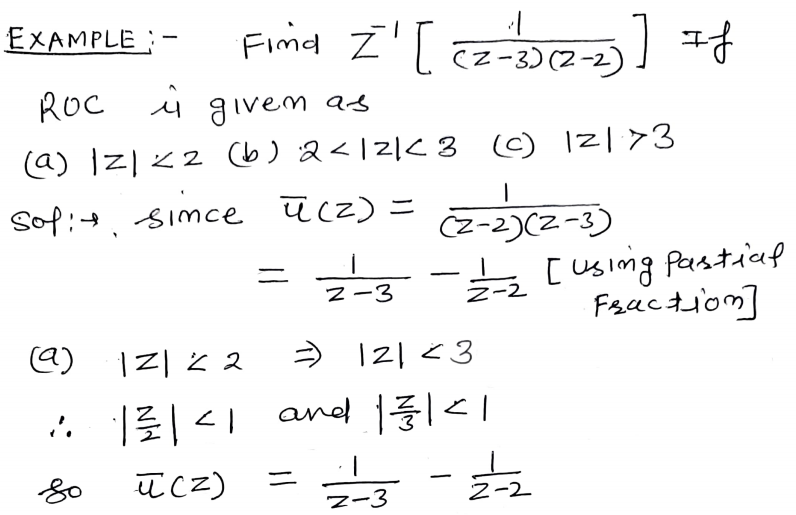 EXAMPLE :- Find Z⁻¹ [ 1/((z-3)(z-2)) ] If
ROC is given as
(a) |z| < 2 (b) 2 < |z| < 3 (c) |z| > 3
Sol:→, since ū(z) = 1/((z-2)(z-3))
= 1/(z-3) - 1/(z-2) [using Partial
Fraction]
(a) |z| < 2 ⇒ |z| < 3
∴ |z/2| < 1 and |z/3| < 1
so ū(z) = 1/(z-3) - 1/(z-2)